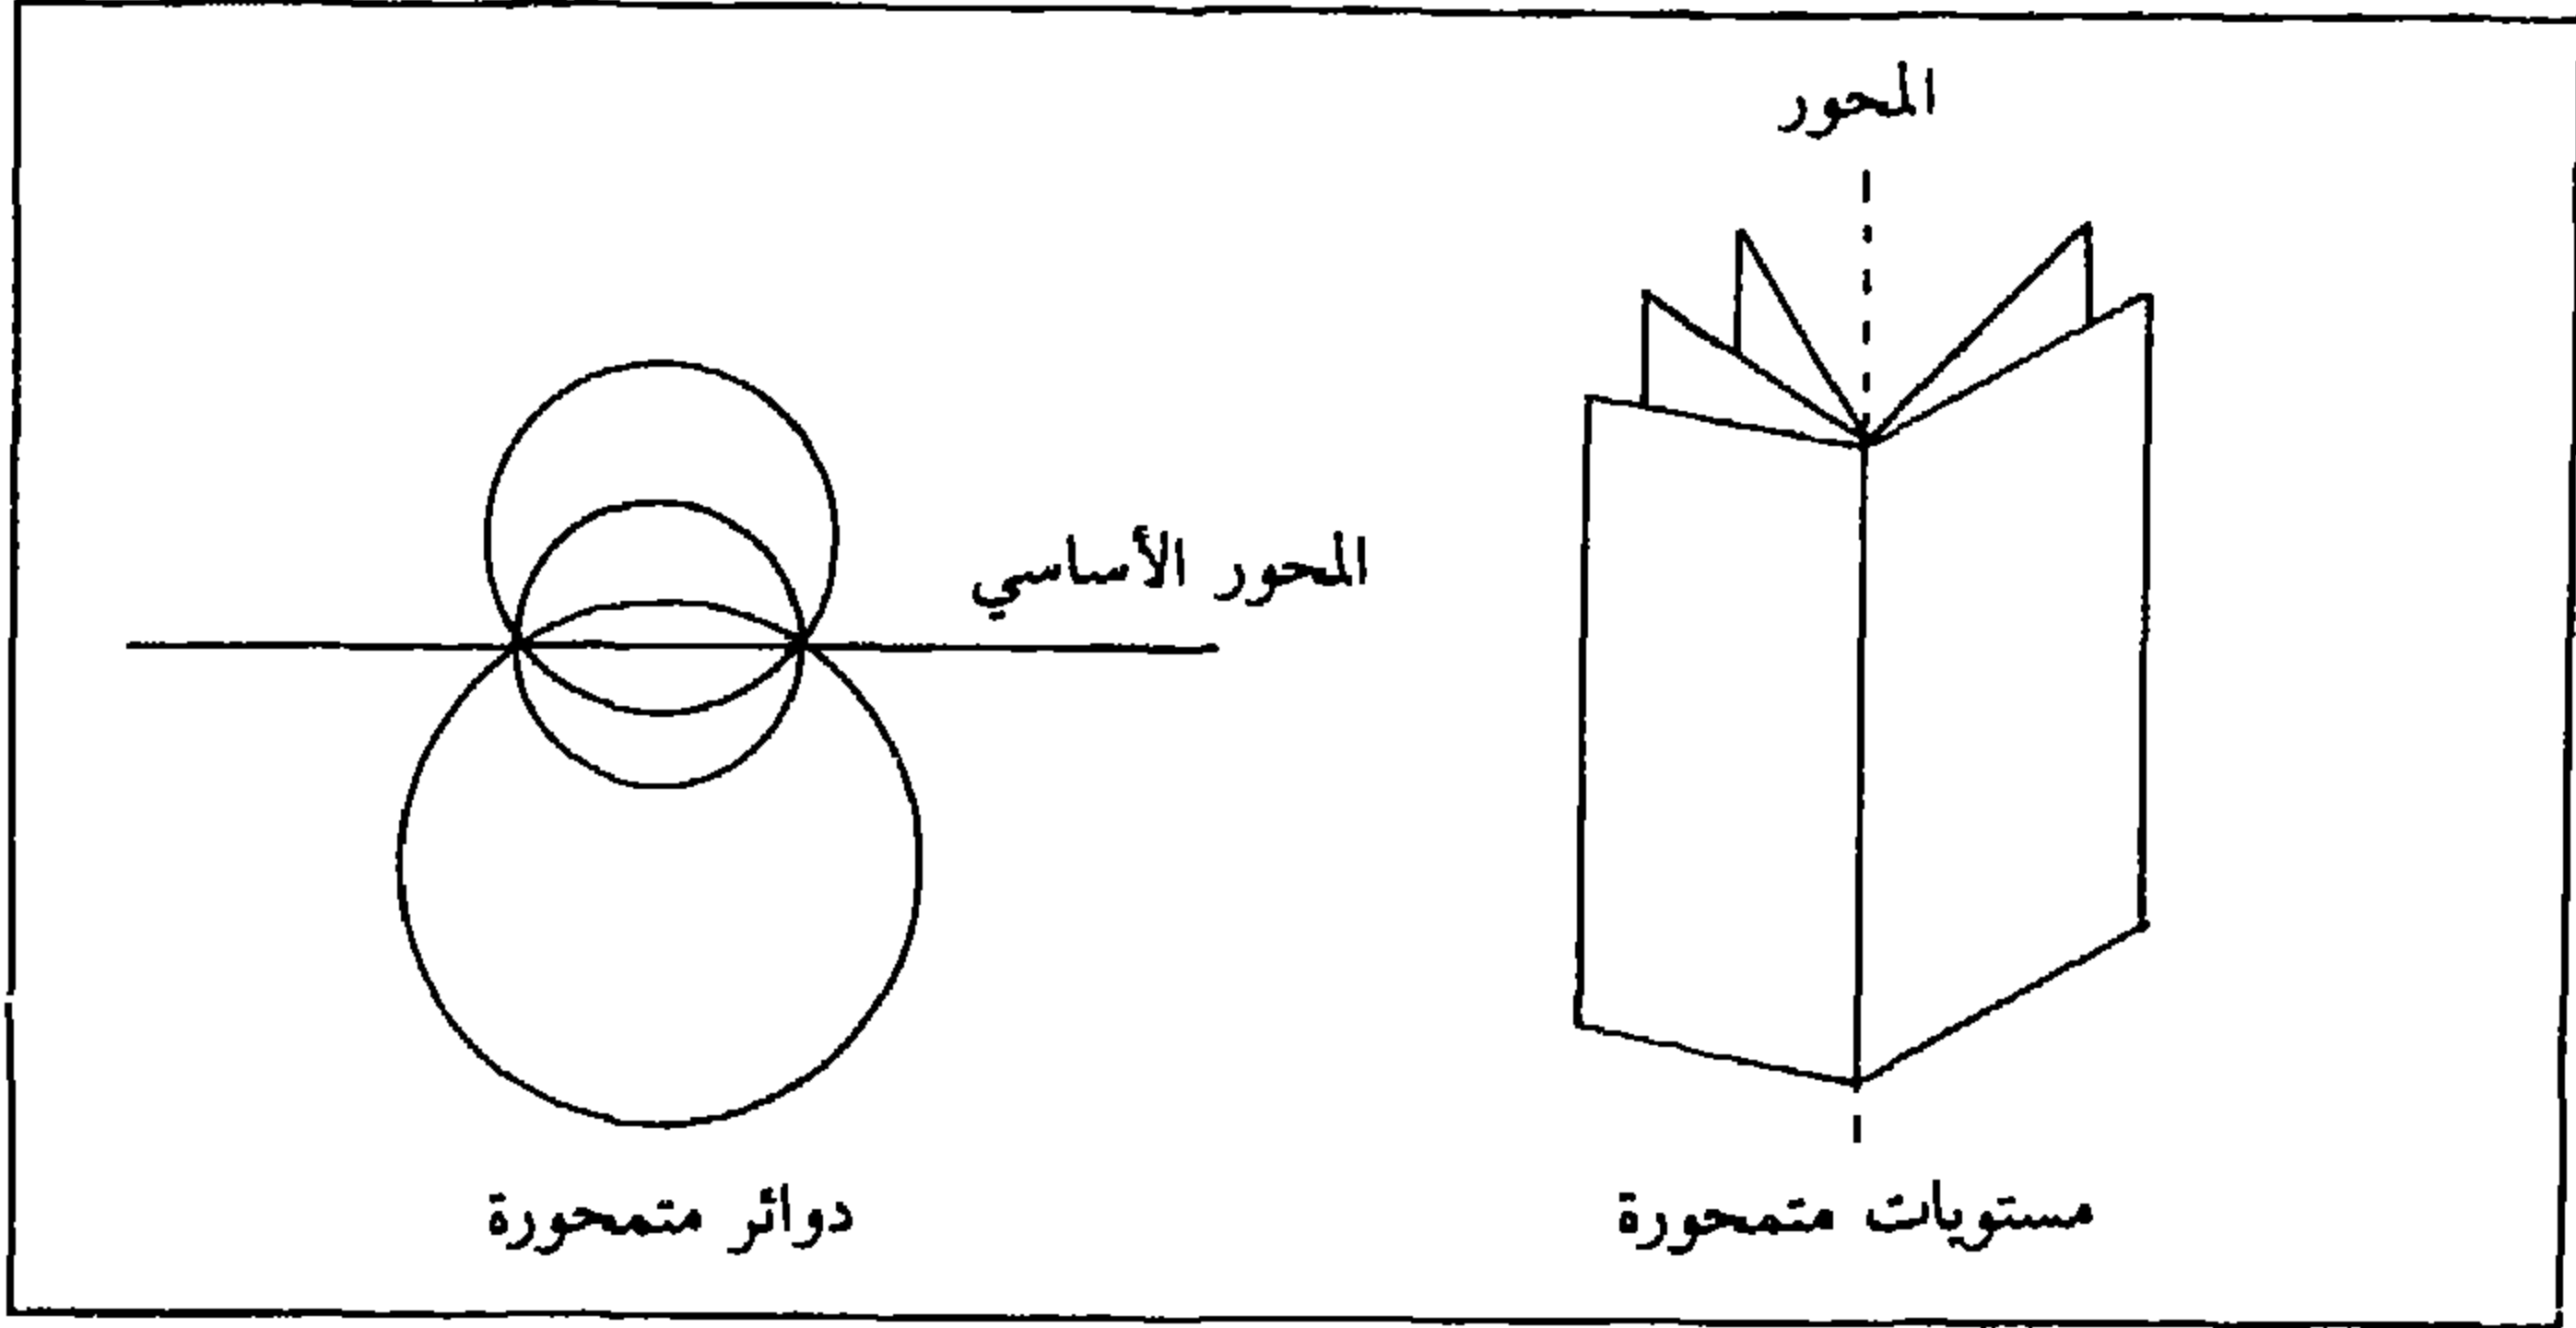 المحور
المحور الأساسي
مستويات متمحورة
دوائر متمحورة